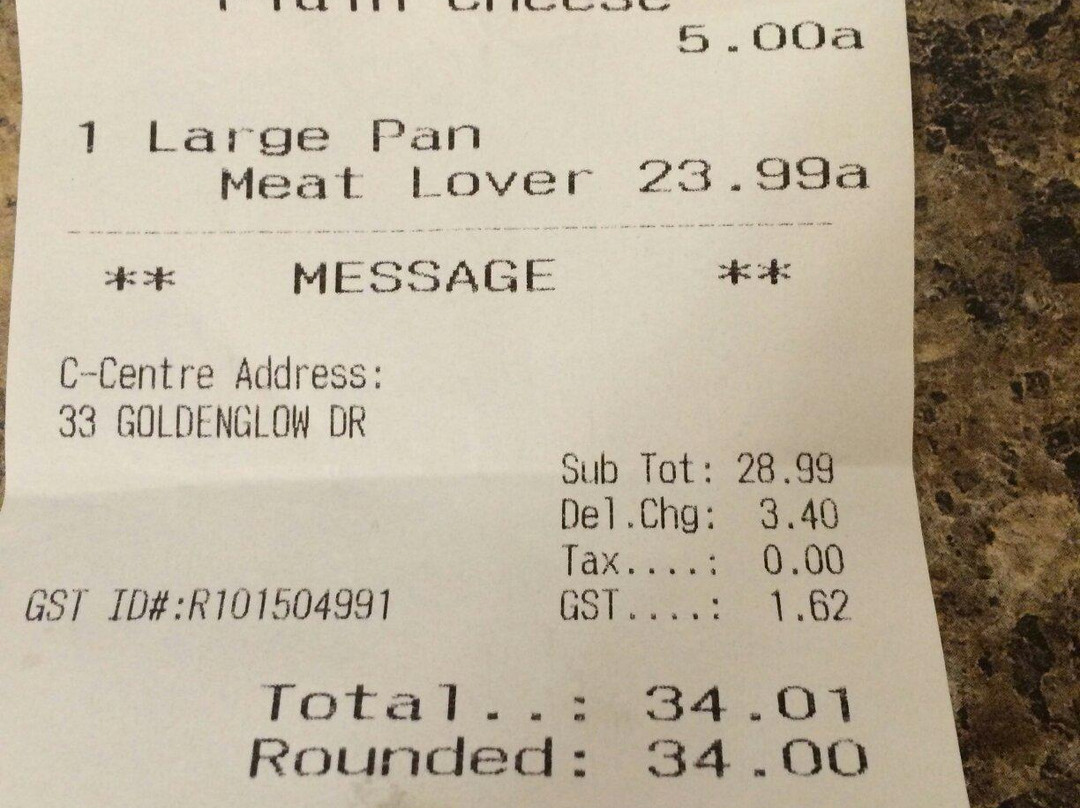 Plain Cheese
5.00a
1 Large Pan
Meat Lover 23.99a
** MESSAGE **
C-Centre Address:
33 GOLDENGLOW DR
Sub Tot: 28.99
Del.Chg: 3.40
Tax....: 0.00
GST ID#:R101504991 GST....: 1.62
Total..: 34.01
Rounded: 34.00